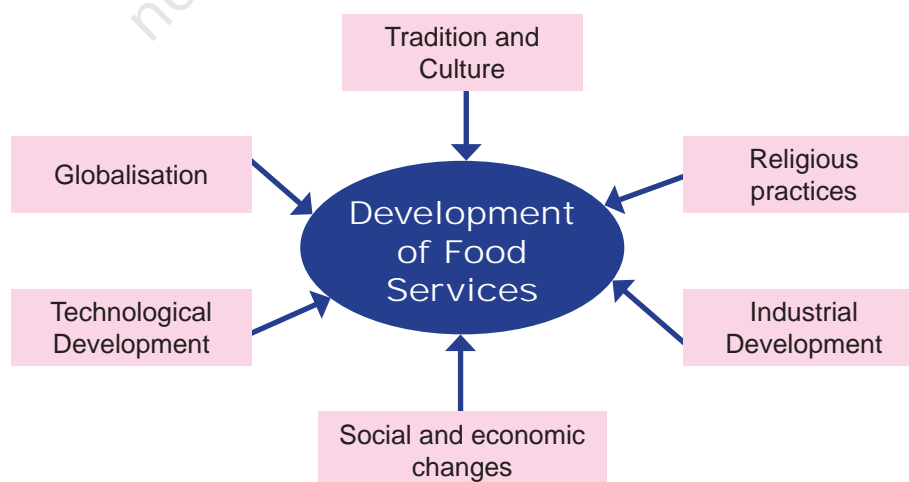 Tradition and
Culture
Globalisation
Religious
practices
Development
of Food
Services
Technological
Development
Industrial
Development
Social and economic
changes